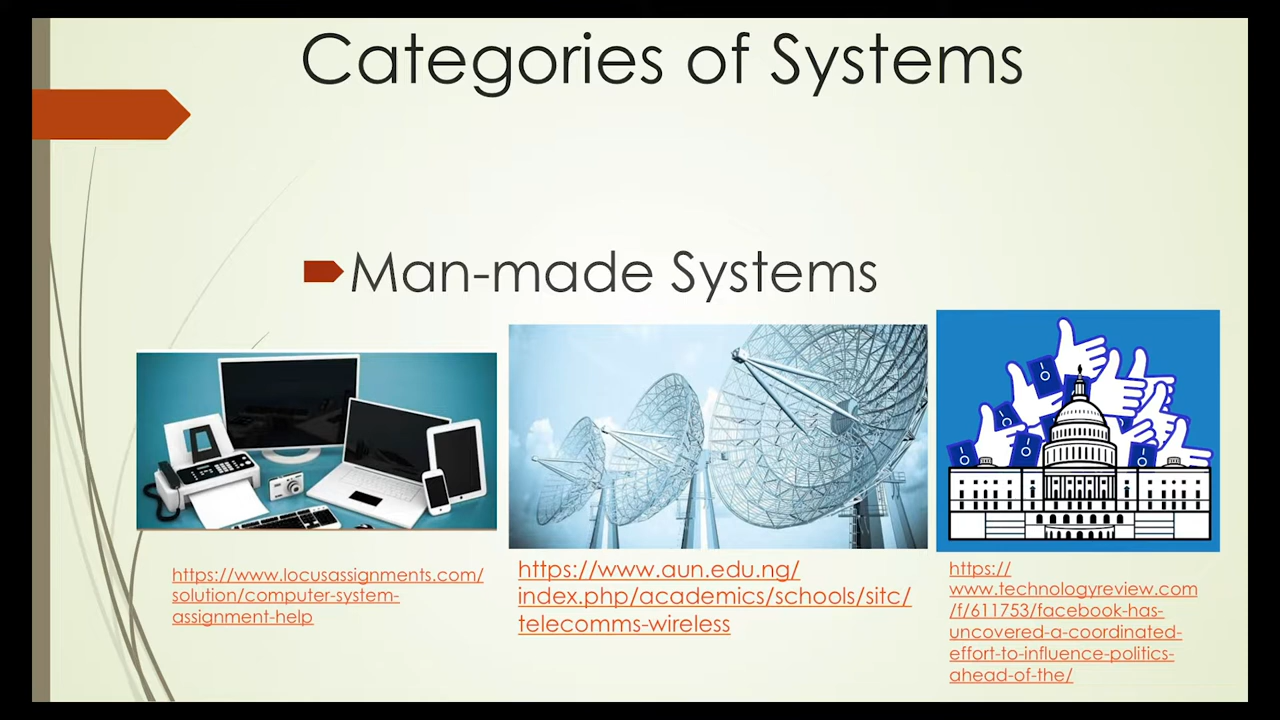 Categories of Systems
Man-made Systems
https://www.locusassignments.com/
solution/computer-system-
assignment-help
https://www.aun.edu.ng/
index.php/academics/schools/sitc/
telecomms-wireless
https://
www.technologyreview.com
/f/611753/facebook-has-
uncovered-a-coordinated-
effort-to-influence-politics-
ahead-of-the/